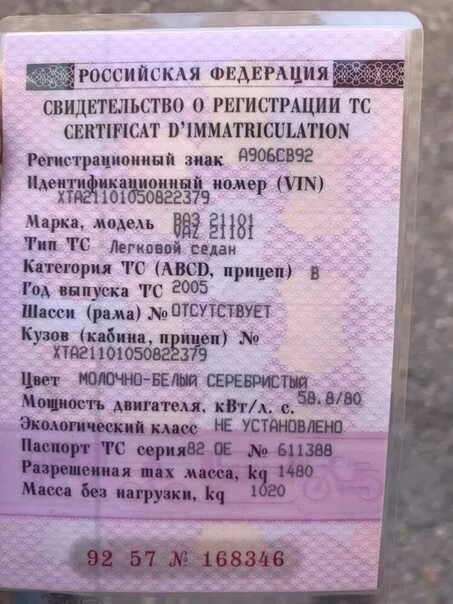 РОССИЙСКАЯ ФЕДЕРАЦИЯ
СВИДЕТЕЛЬСТВО О РЕГИСТРАЦИИ ТС
CERTIFICAT D'IMMATRICULATION
Регистрационный знак А906СВ92
Идентификационный номер (VIN)
XTA21101050822379
Марка, модель ВАЗ 21101
VAZ 21101
Тип ТС Легковой седан
Категория ТС (ABCD, прицеп) В
Год выпуска ТС 2005
Шасси (рама) № ОТСУТСТВУЕТ
Кузов (кабина, прицеп) №
XTA21101050822379
Цвет МОЛОЧНО-БЕЛЫЙ СЕРЕБРИСТЫЙ
Мощность двигателя, кВт/л. с. 58.8/80
Экологический класс НЕ УСТАНОВЛЕНО
Паспорт ТС серия 82 ОЕ № 611388
Разрешенная max масса, kg 1480
Масса без нагрузки, kg 1020
92 57 № 168346